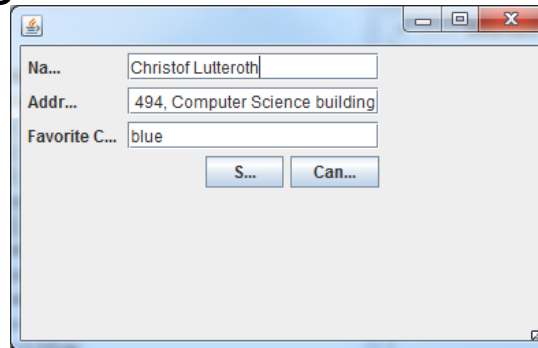 Na... Christof Lutteroth
Addr... 494, Computer Science building
Favorite C... blue
S... Can...